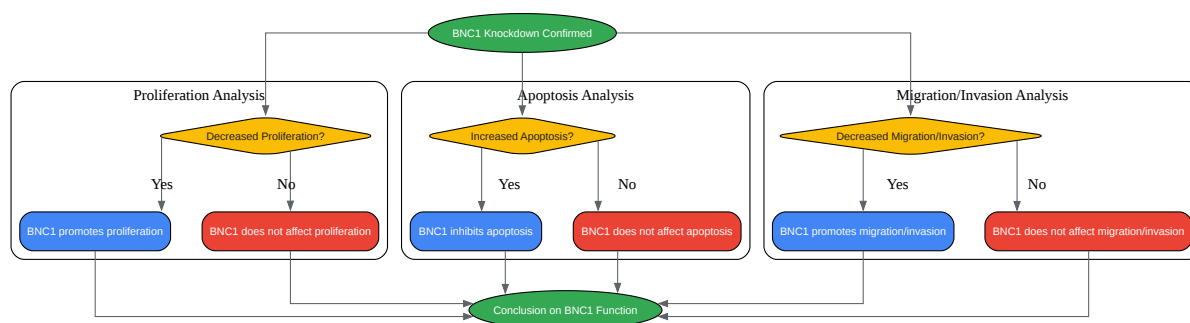 BNC1 Knockdown Confirmed
Proliferation Analysis
Apoptosis Analysis
Migration/Invasion Analysis
Decreased Proliferation?
Increased Apoptosis?
Decreased Migration/Invasion?
Yes
No
Yes
No
Yes
No
BNC1 promotes proliferation
BNC1 does not affect proliferation
BNC1 inhibits apoptosis
BNC1 does not affect apoptosis
BNC1 promotes migration/invasion
BNC1 does not affect migration/invasion
Conclusion on BNC1 Function